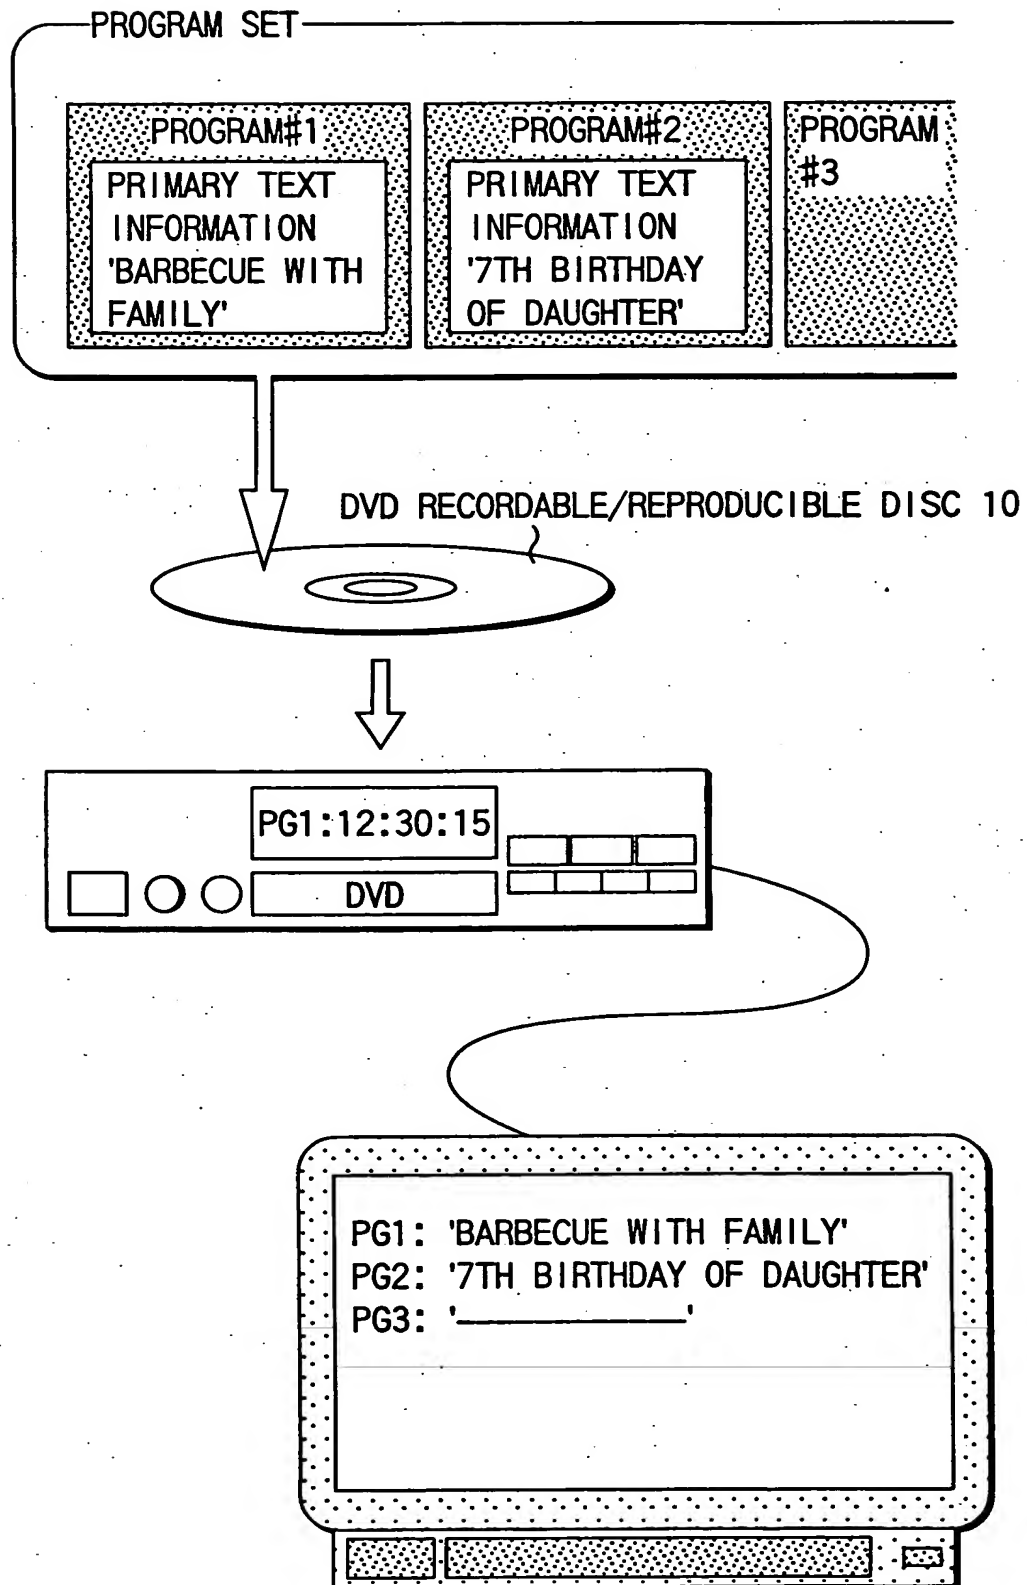 PROGRAM SET
PROGRAM#1
PRIMARY TEXT
INFORMATION
'BARBECUE WITH
FAMILY'
PROGRAM#2
PRIMARY TEXT
INFORMATION
'7TH BIRTHDAY
OF DAUGHTER'
PROGRAM
#3
DVD RECORDABLE/REPRODUCIBLE DISC 10
PG1:12:30:15
DVD
PG1: 'BARBECUE WITH FAMILY'
PG2: '7TH BIRTHDAY OF DAUGHTER'
PG3: '————————'